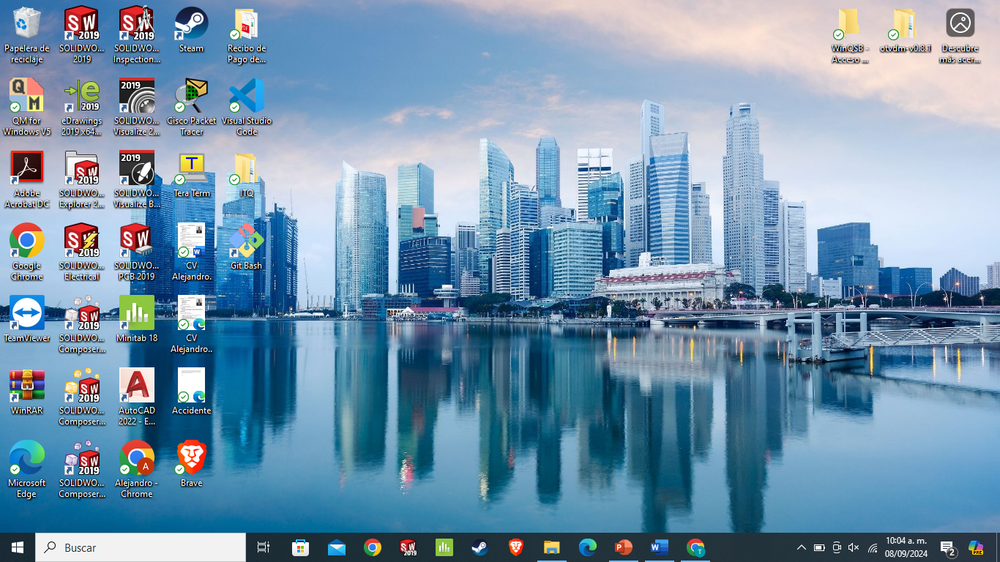 Papelera de
reciclaje
SOLIDWO...
2019
SOLIDWO...
Inspection...
Steam
Recibo de
Pago de...
WinQSB -
Acceso ...
otvdm-v0.8.1
Descubre
más acer...
QM for
Windows V5
eDrawings
2019 x64...
SOLIDWO...
Visualize 2...
Cisco Packet
Tracer
Visual Studio
Code
Adobe
Acrobat DC
SOLIDWO...
Explorer 2...
SOLIDWO...
Visualize B...
Tera Term
ITQ
Google
Chrome
SOLIDWO...
Electrical
SOLIDWO...
PCB 2019
CV
Alejandro.
Git Bash
TeamViewer
SOLIDWO...
Composer...
Minitab 18
CV
Alejandro..
WinRAR
SOLIDWO...
Composer...
AutoCAD
2022 - E...
Accidente
Microsoft
Edge
SOLIDWO...
Composer...
Alejandro -
Chrome
Brave
Buscar
10:04 a. m.
08/09/2024
2